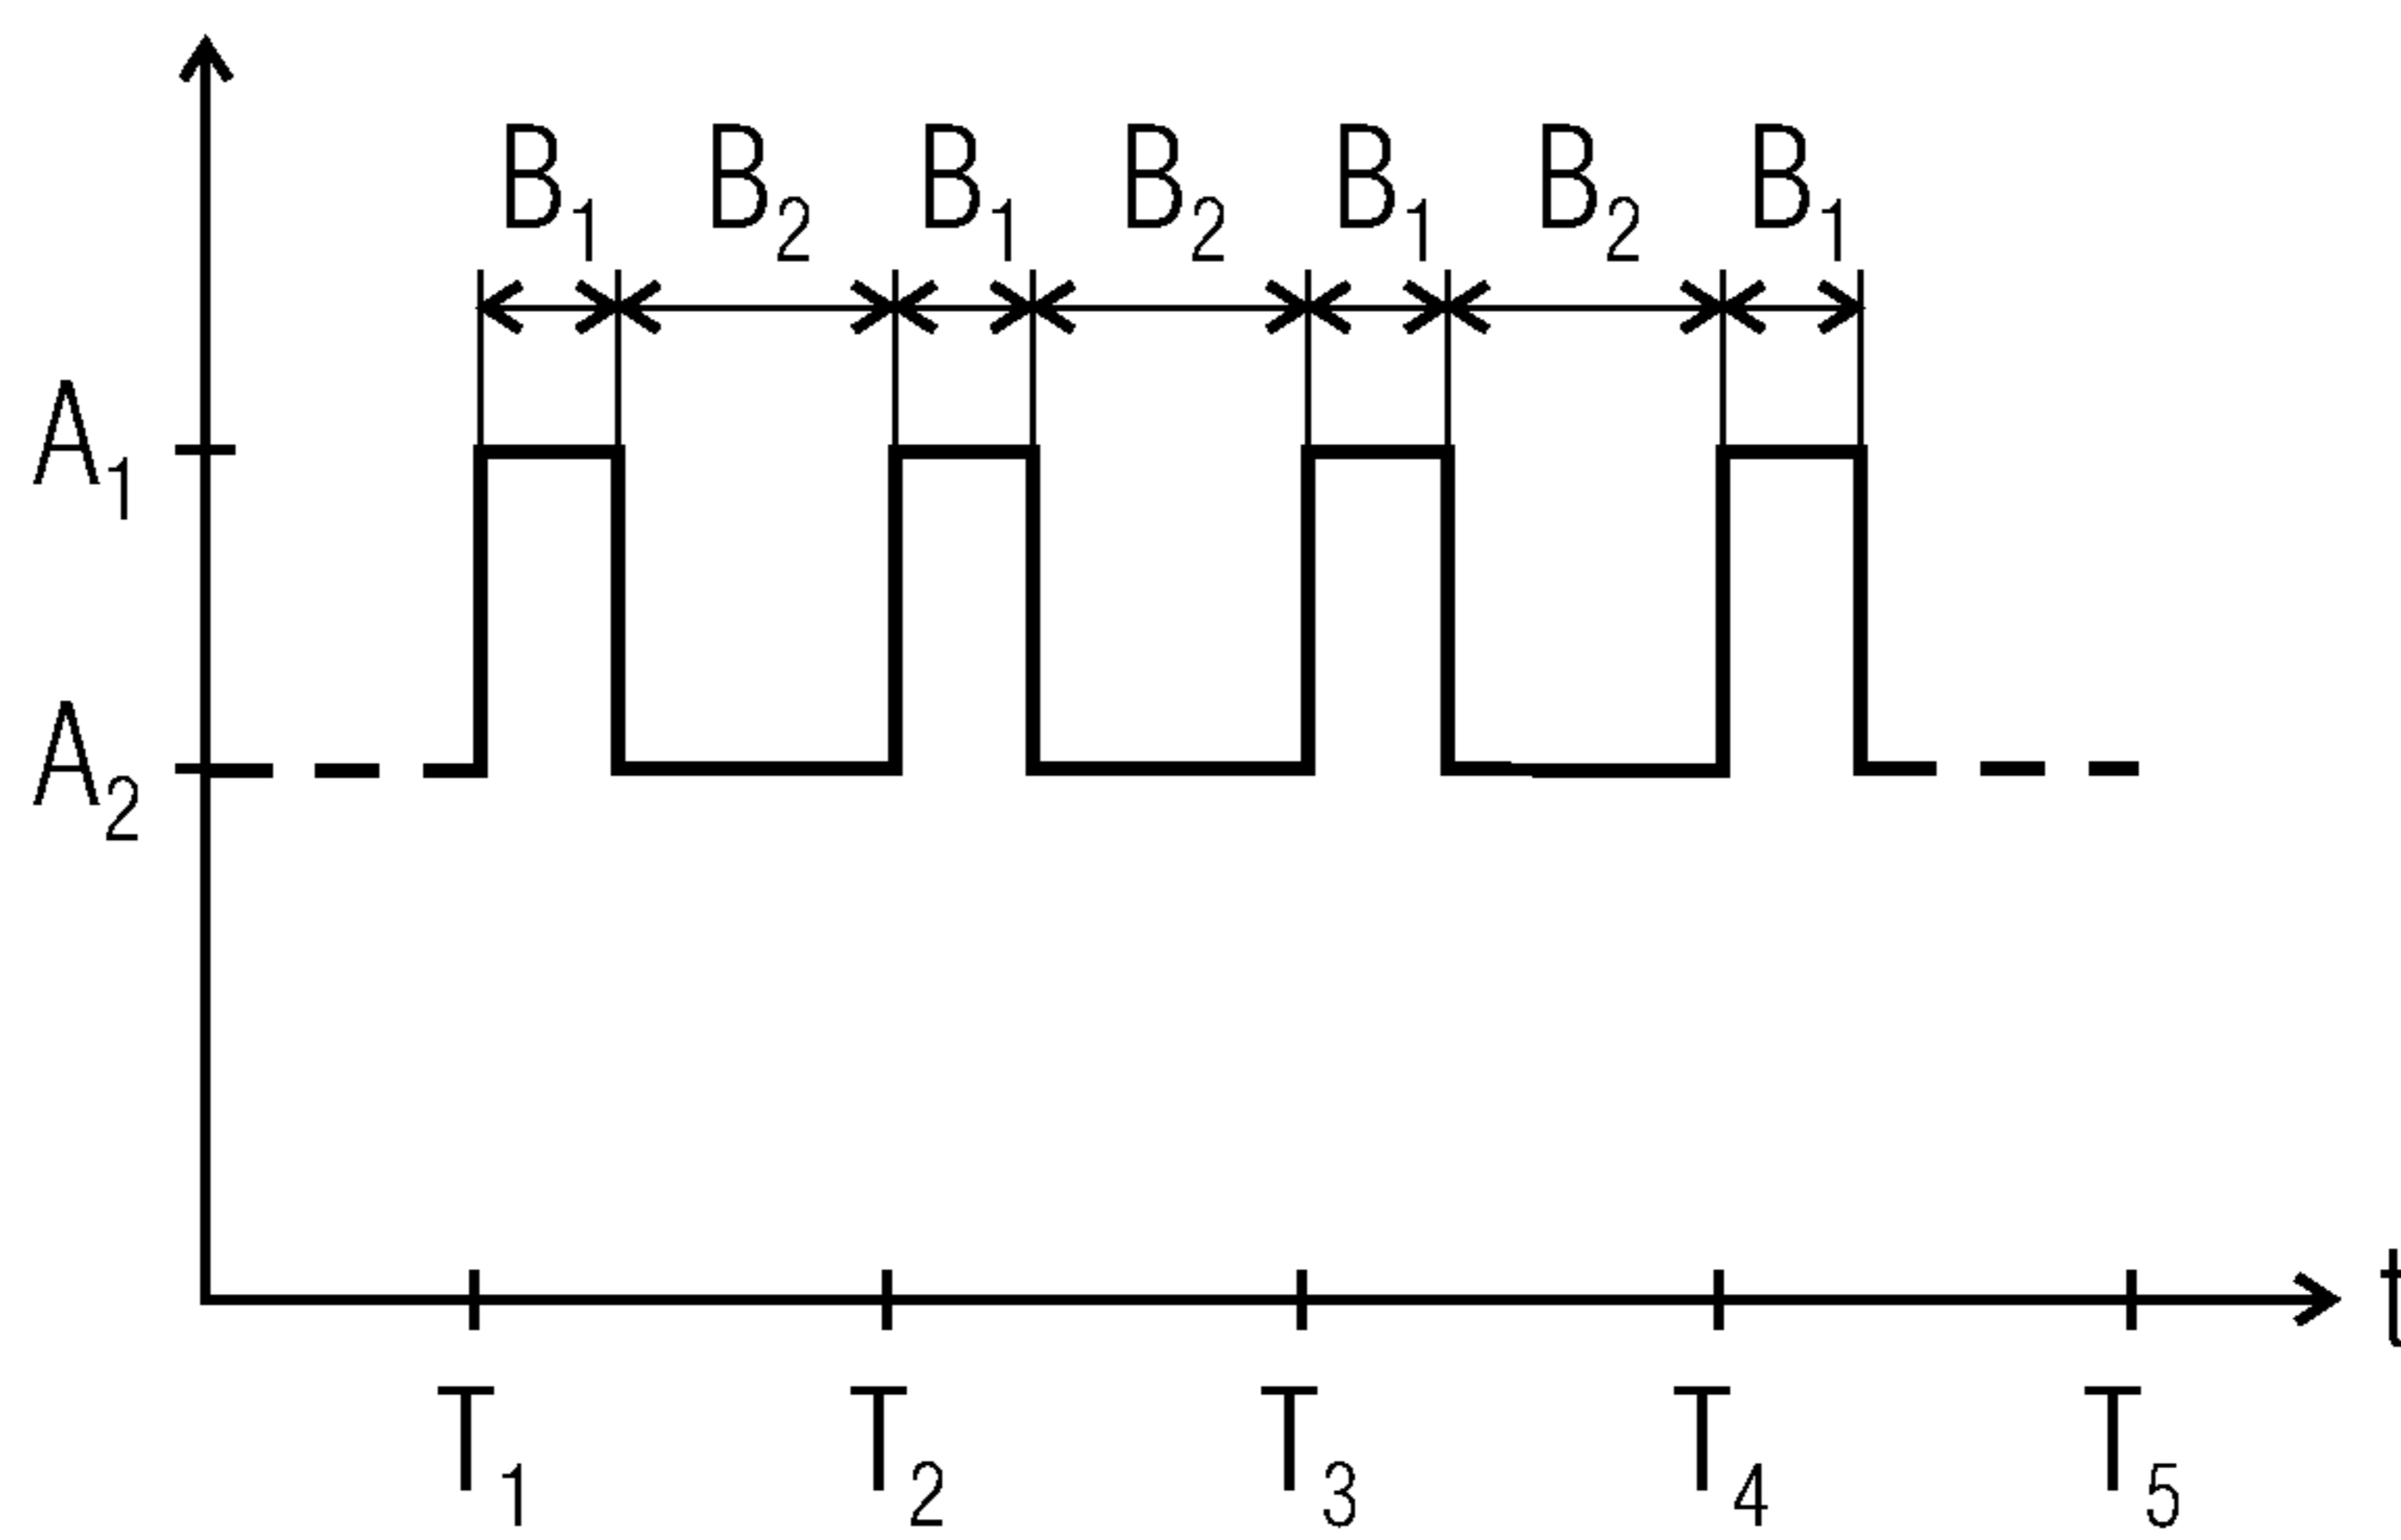 B₁ B₂ B₁ B₂ B₁ B₂ B₁
A₁
A₂
t
T₁ T₂ T₃ T₄ T₅